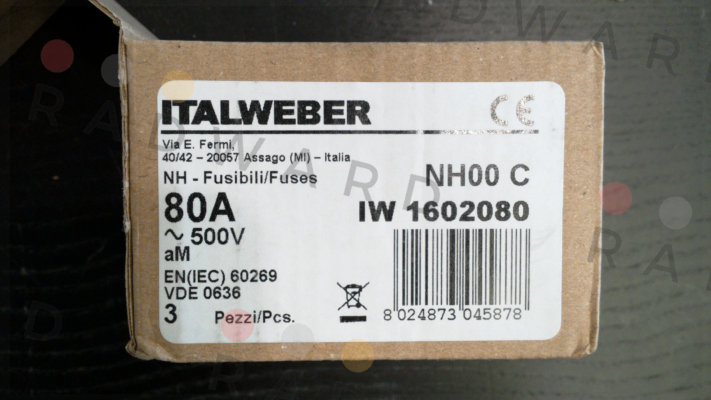 ITALWEBER
CE
Via E. Fermi,
40/42 – 20057 Assago (MI) – Italia
NH - Fusibili/Fuses
NH00 C
80A
IW 1602080
~ 500V
aM
EN(IEC) 60269
VDE 0636
3 Pezzi/Pcs.
8 024873 045878
RADWARD